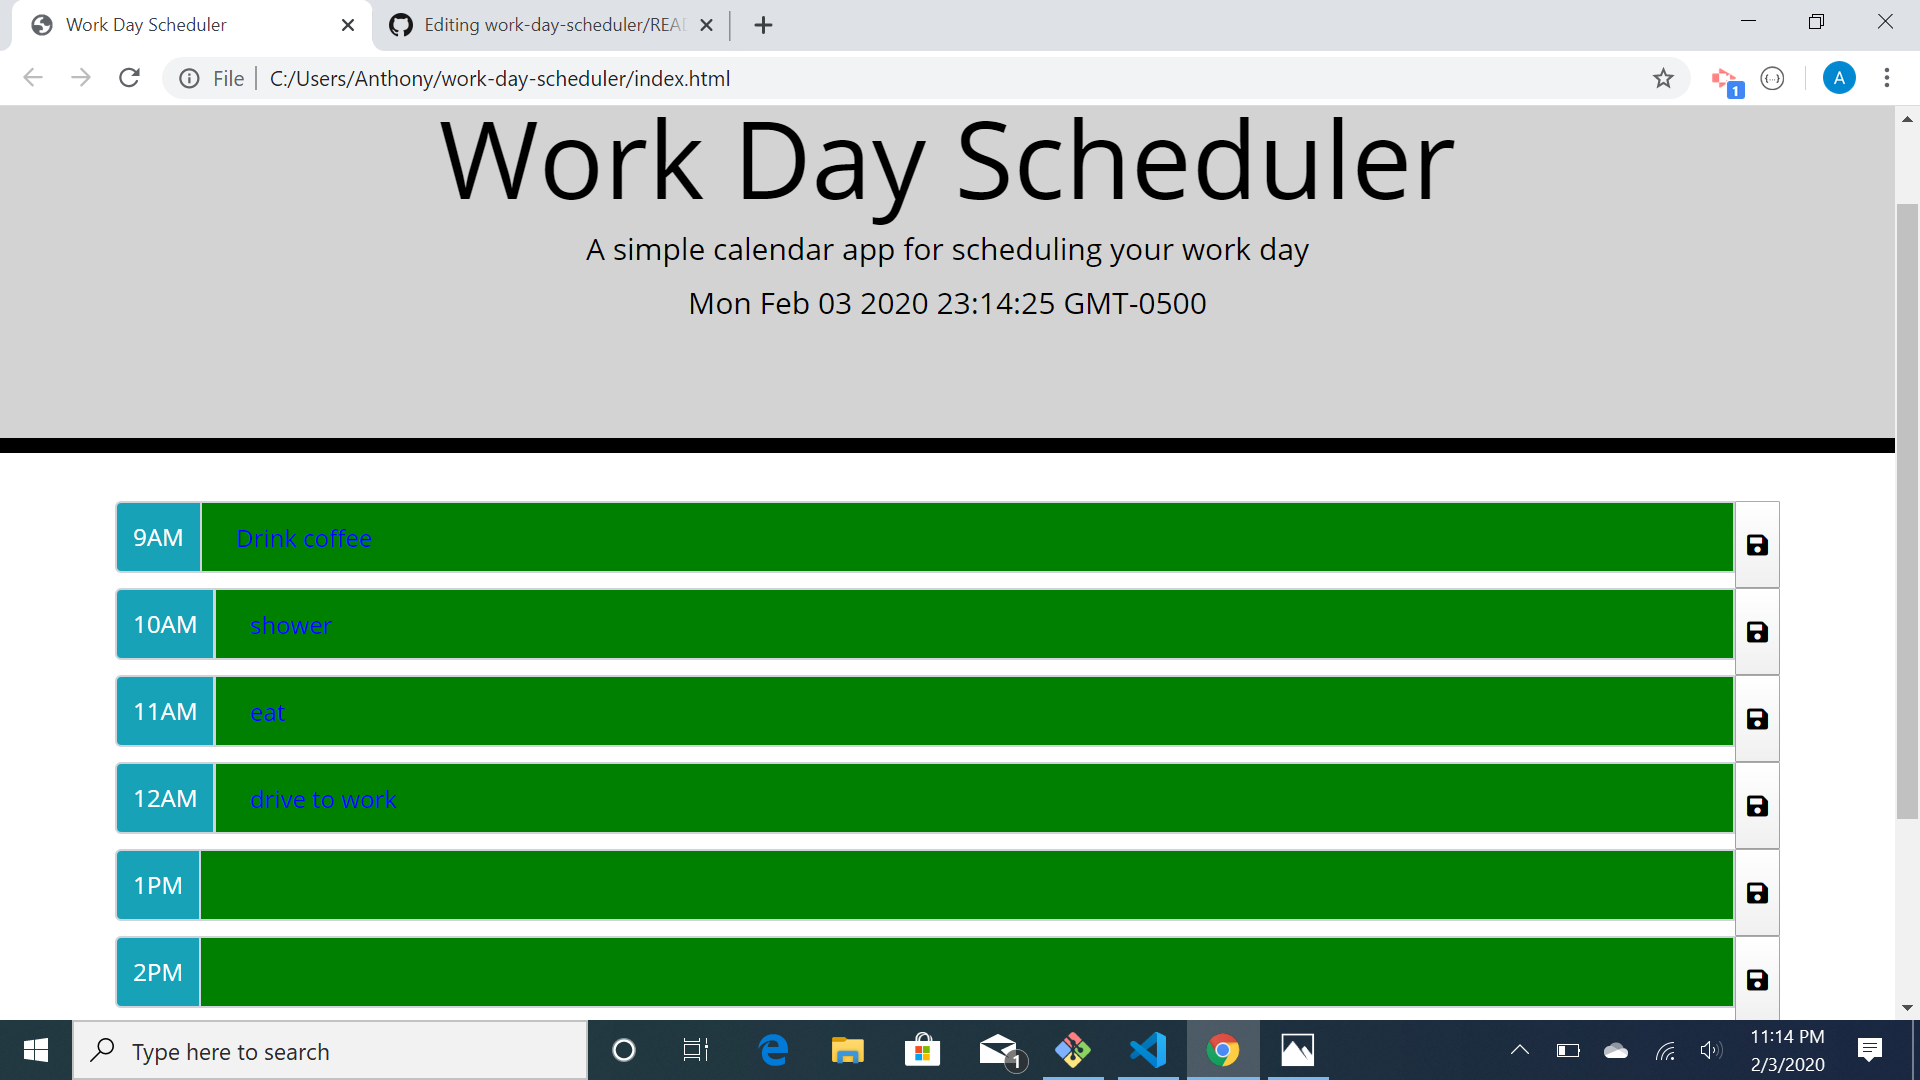 Work Day Scheduler
Editing work-day-scheduler/REA
File
C:/Users/Anthony/work-day-scheduler/index.html
1
A
Work Day Scheduler
A simple calendar app for scheduling your work day
Mon Feb 03 2020 23:14:25 GMT-0500
9AM Drink coffee
10AM shower
11AM eat
12AM drive to work
1PM
2PM
Type here to search
1
11:14 PM
2/3/2020